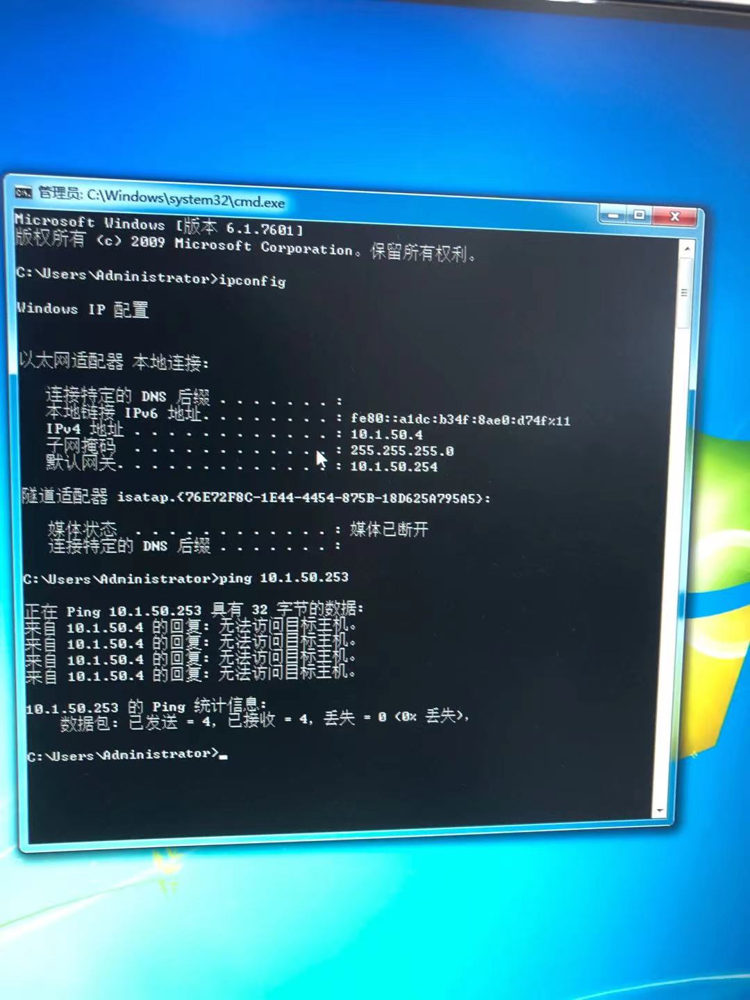 管理员: C:\Windows\system32\cmd.exe
Microsoft Windows [版本 6.1.7601]
版权所有 (c) 2009 Microsoft Corporation。保留所有权利。
C:\Users\Administrator>ipconfig
Windows IP 配置
以太网适配器 本地连接:
连接特定的 DNS 后缀 . . . . . . . :
本地链接 IPv6 地址. . . . . . . . : fe80::a1dc:b34f:8ae0:d74f%11
IPv4 地址 . . . . . . . . . . . . : 10.1.50.4
子网掩码 . . . . . . . . . . . . : 255.255.255.0
默认网关. . . . . . . . . . . . . : 10.1.50.254
隧道适配器 isatap.{76E72F8C-1E44-4454-875B-18D625A795A5}:
媒体状态 . . . . . . . . . . . . : 媒体已断开
连接特定的 DNS 后缀 . . . . . . . :
C:\Users\Administrator>ping 10.1.50.253
正在 Ping 10.1.50.253 具有 32 字节的数据:
来自 10.1.50.4 的回复: 无法访问目标主机。
来自 10.1.50.4 的回复: 无法访问目标主机。
来自 10.1.50.4 的回复: 无法访问目标主机。
来自 10.1.50.4 的回复: 无法访问目标主机。
10.1.50.253 的 Ping 统计信息:
数据包: 已发送 = 4，已接收 = 4，丢失 = 0 (0% 丢失)，
C:\Users\Administrator>